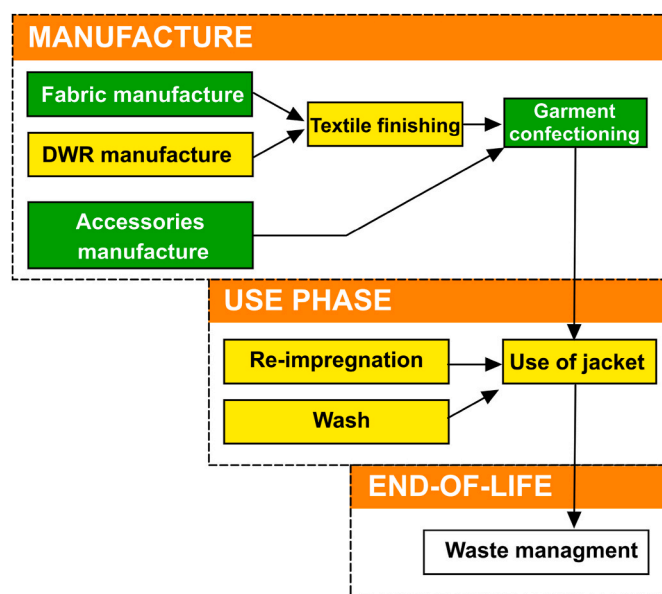 MANUFACTURE
Fabric manufacture
DWR manufacture
Textile finishing
Garment
confectioning
Accessories
manufacture
USE PHASE
Re-impregnation
Use of jacket
Wash
END-OF-LIFE
Waste managment